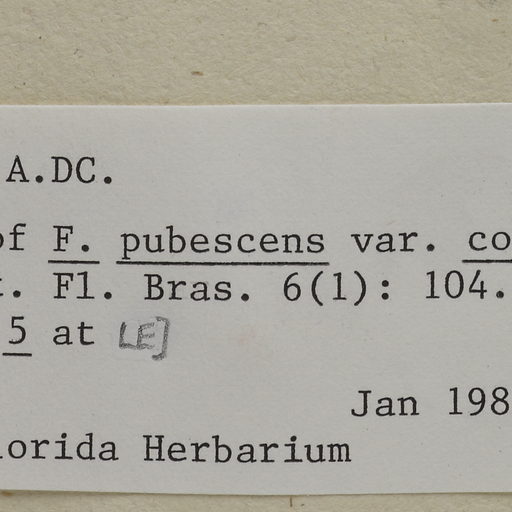 A.DC.
of F. pubescens var. co
t. Fl. Bras. 6(1): 104.
5 at LE]
Jan 198
lorida Herbarium